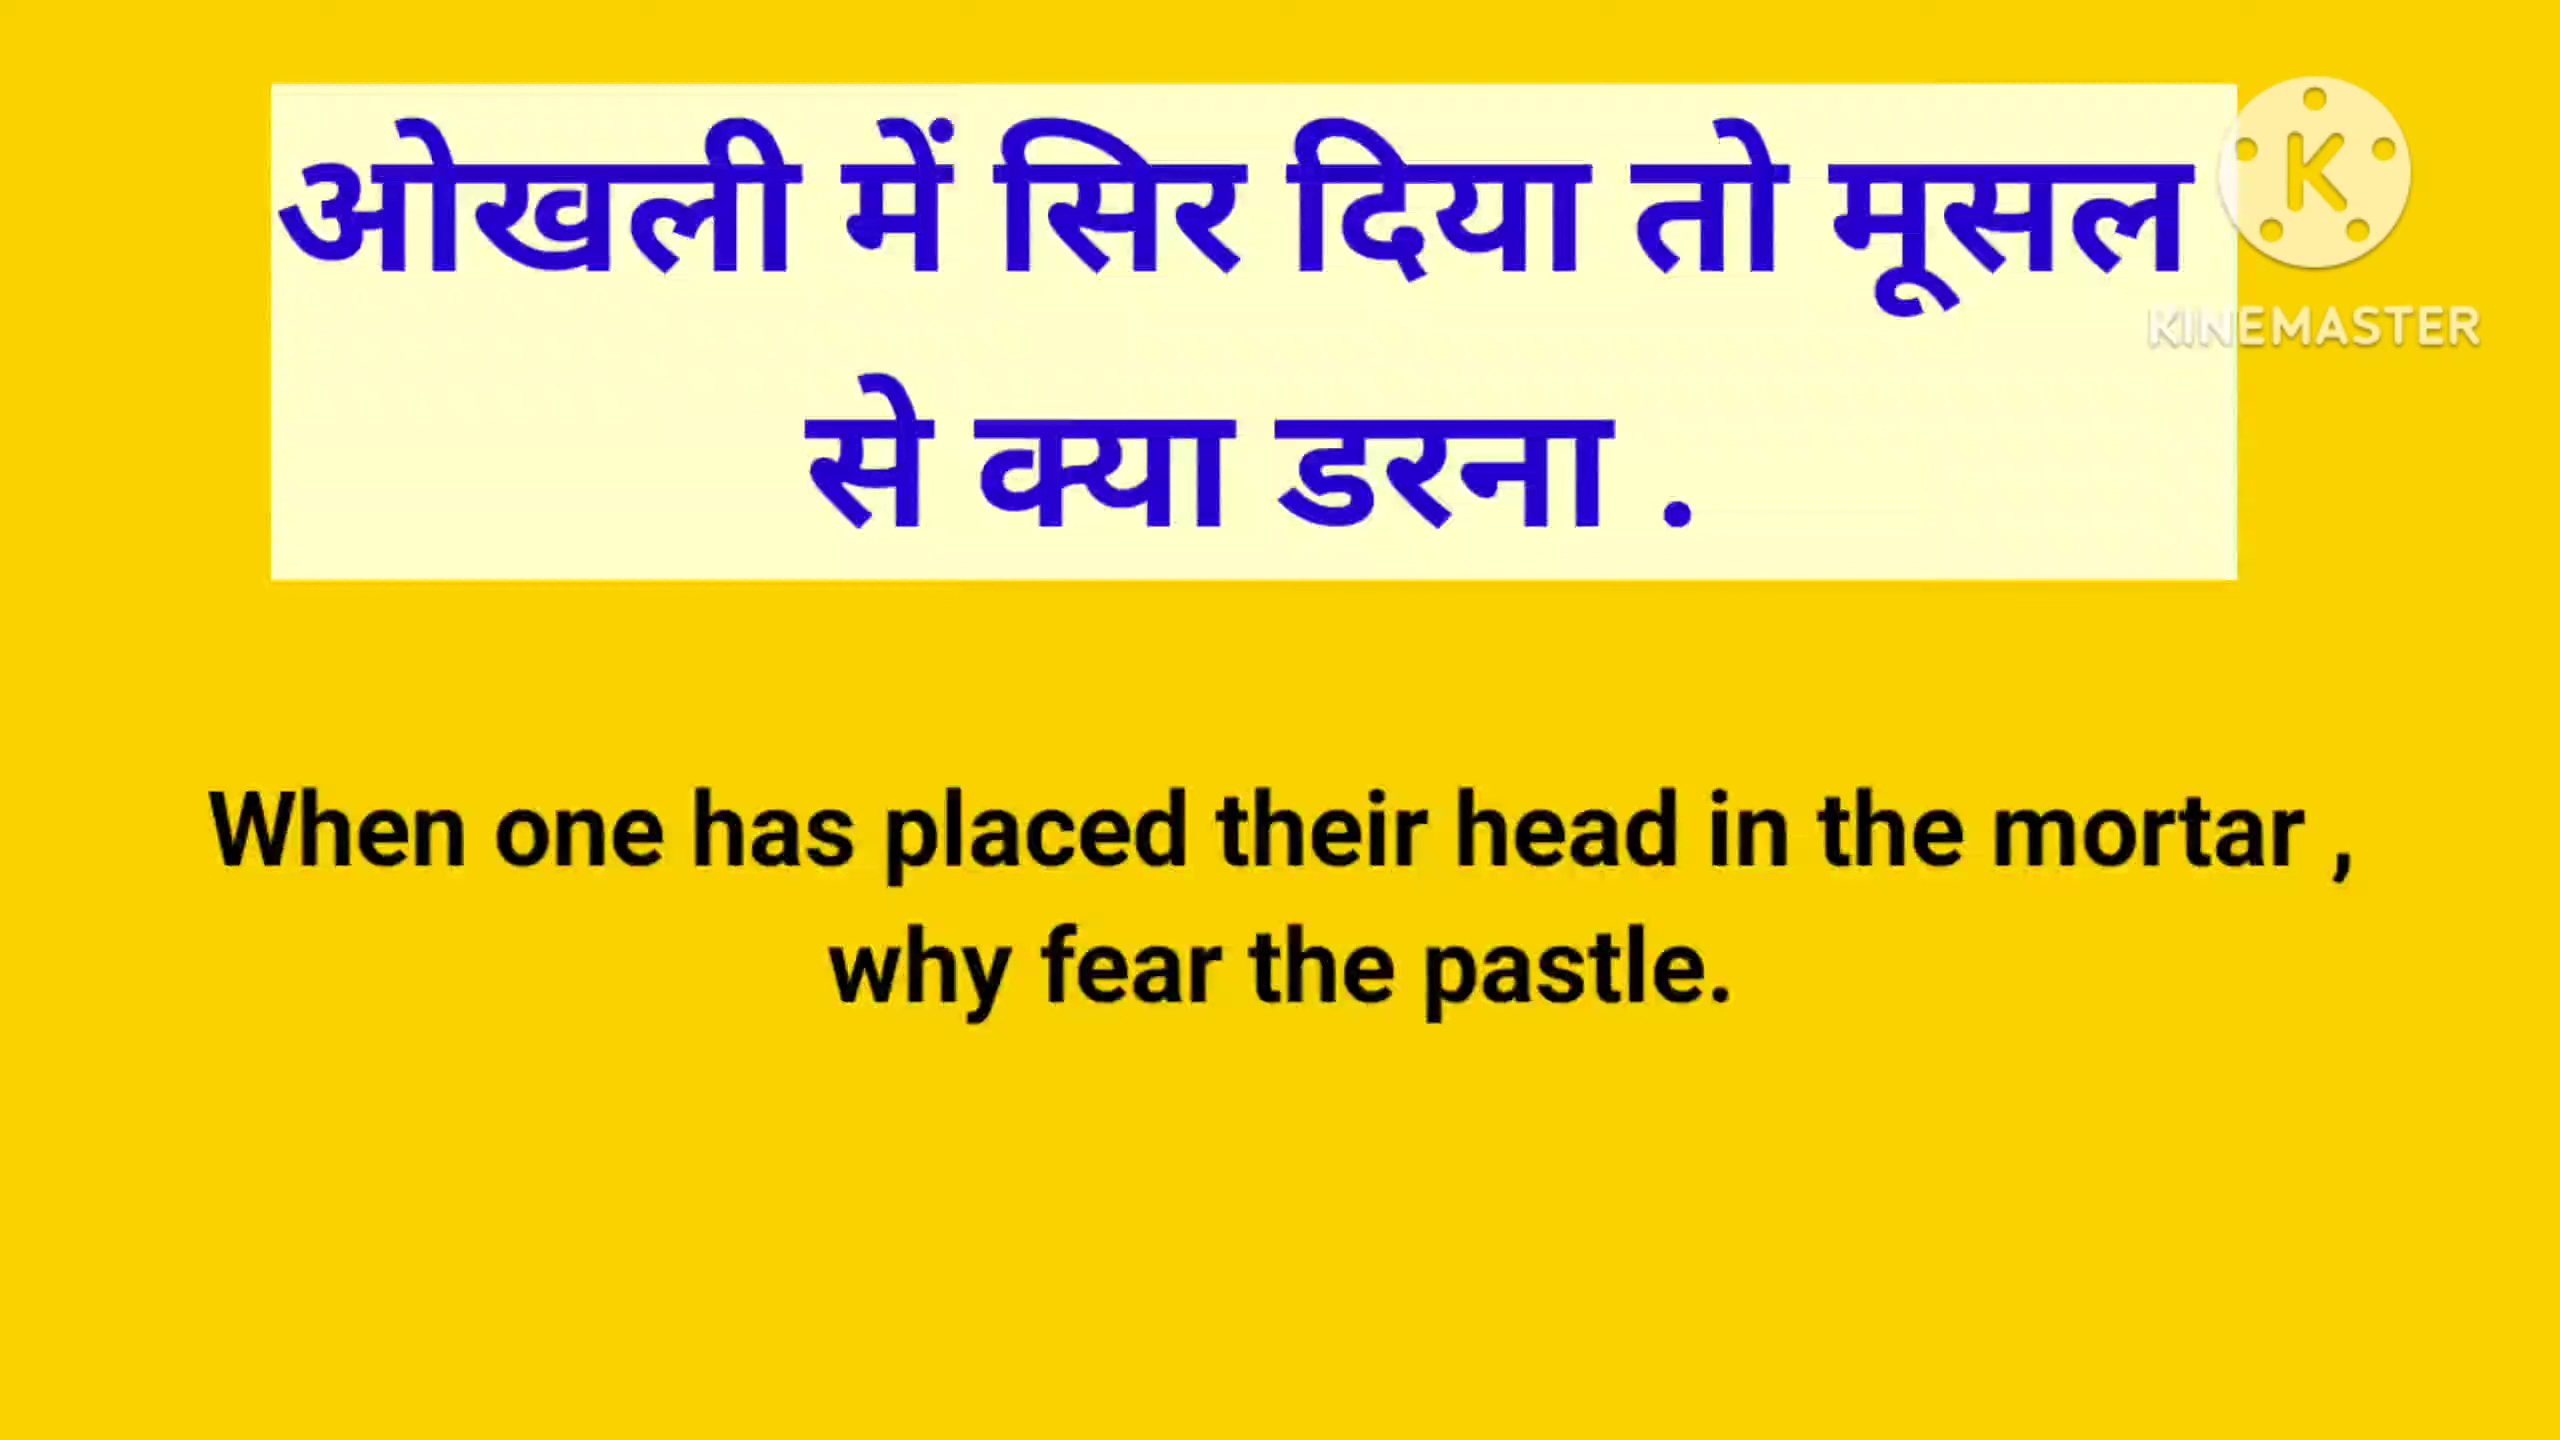 ओखली में सिर दिया तो मूसल
से क्या डरना .
K
KINEMASTER
When one has placed their head in the mortar ,
why fear the pastle.